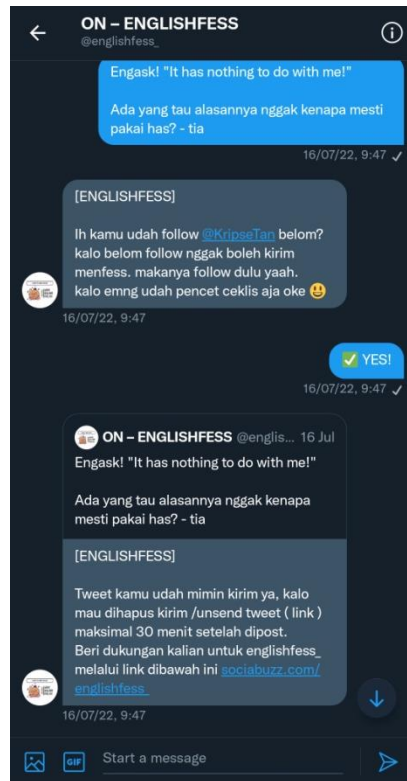 ON – ENGLISHFESS
@englishfess_
Engask! "It has nothing to do with me!"
Ada yang tau alasannya nggak kenapa mesti
pakai has? - tia
16/07/22, 9:47 ✓
[ENGLISHFESS]
Ih kamu udah follow @KripseTan belom?
kalo belom follow nggak boleh kirim
menfess. makanya follow dulu yaah.
kalo emng udah pencet ceklis aja oke 😃
16/07/22, 9:47
✅ YES!
16/07/22, 9:47 ✓
ON – ENGLISHFESS @englis... 16 Jul
Engask! "It has nothing to do with me!"
Ada yang tau alasannya nggak kenapa
mesti pakai has? - tia
[ENGLISHFESS]
Tweet kamu udah mimin kirim ya, kalo
mau dihapus kirim /unsend tweet ( link )
maksimal 30 menit setelah dipost.
Beri dukungan kalian untuk englishfess_
melalui link dibawah ini sociabuzz.com/
englishfess_
16/07/22, 9:47
GIF
Start a message